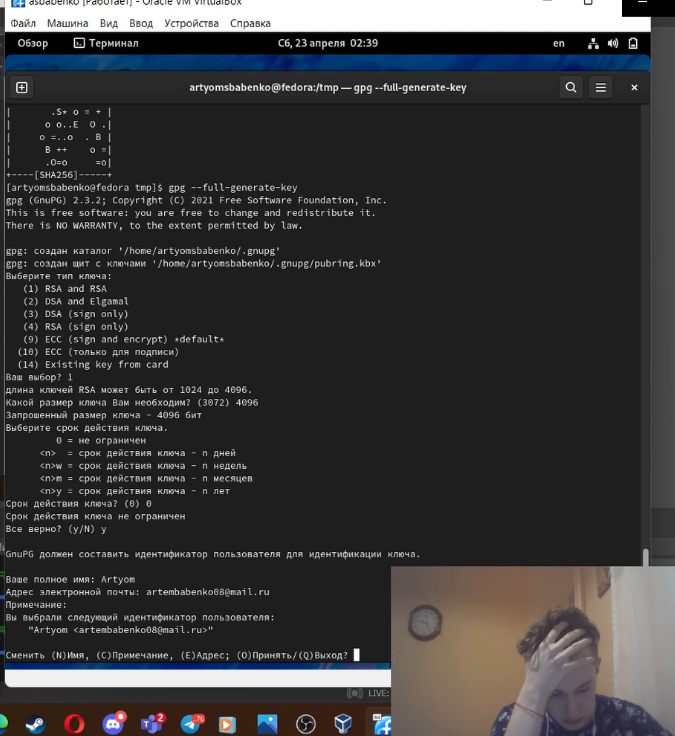 asbabenko [Работает] - Oracle VM VirtualBox
Файл Машина Вид Ввод Устройства Справка
Обзор Терминал Сб, 23 апреля 02:39 en
artyomsbabenko@fedora:/tmp — gpg --full-generate-key
| .S* o = + |
| o o..E O .|
| o =..o . B |
| B ++ o =|
| .O=o =o|
+----[SHA256]-----+
[artyomsbabenko@fedora tmp]$ gpg --full-generate-key
gpg (GnuPG) 2.3.2; Copyright (C) 2021 Free Software Foundation, Inc.
This is free software: you are free to change and redistribute it.
There is NO WARRANTY, to the extent permitted by law.
gpg: создан каталог '/home/artyomsbabenko/.gnupg'
gpg: создан щит с ключами '/home/artyomsbabenko/.gnupg/pubring.kbx'
Выберите тип ключа:
(1) RSA and RSA
(2) DSA and Elgamal
(3) DSA (sign only)
(4) RSA (sign only)
(9) ECC (sign and encrypt) *default*
(10) ECC (только для подписи)
(14) Existing key from card
Ваш выбор? 1
длина ключей RSA может быть от 1024 до 4096.
Какой размер ключа Вам необходим? (3072) 4096
Запрошенный размер ключа - 4096 бит
Выберите срок действия ключа.
0 = не ограничен
<n> = срок действия ключа - n дней
<n>w = срок действия ключа - n недель
<n>m = срок действия ключа - n месяцев
<n>y = срок действия ключа - n лет
Срок действия ключа? (0) 0
Срок действия ключа не ограничен
Все верно? (y/N) y
GnuPG должен составить идентификатор пользователя для идентификации ключа.
Ваше полное имя: Artyom
Адрес электронной почты: artembabenko08@mail.ru
Примечание:
Вы выбрали следующий идентификатор пользователя:
"Artyom <artembabenko08@mail.ru>"
Сменить (N)Имя, (C)Примечание, (E)Адрес; (O)Принять/(Q)Выход?
LIVE:
2
76